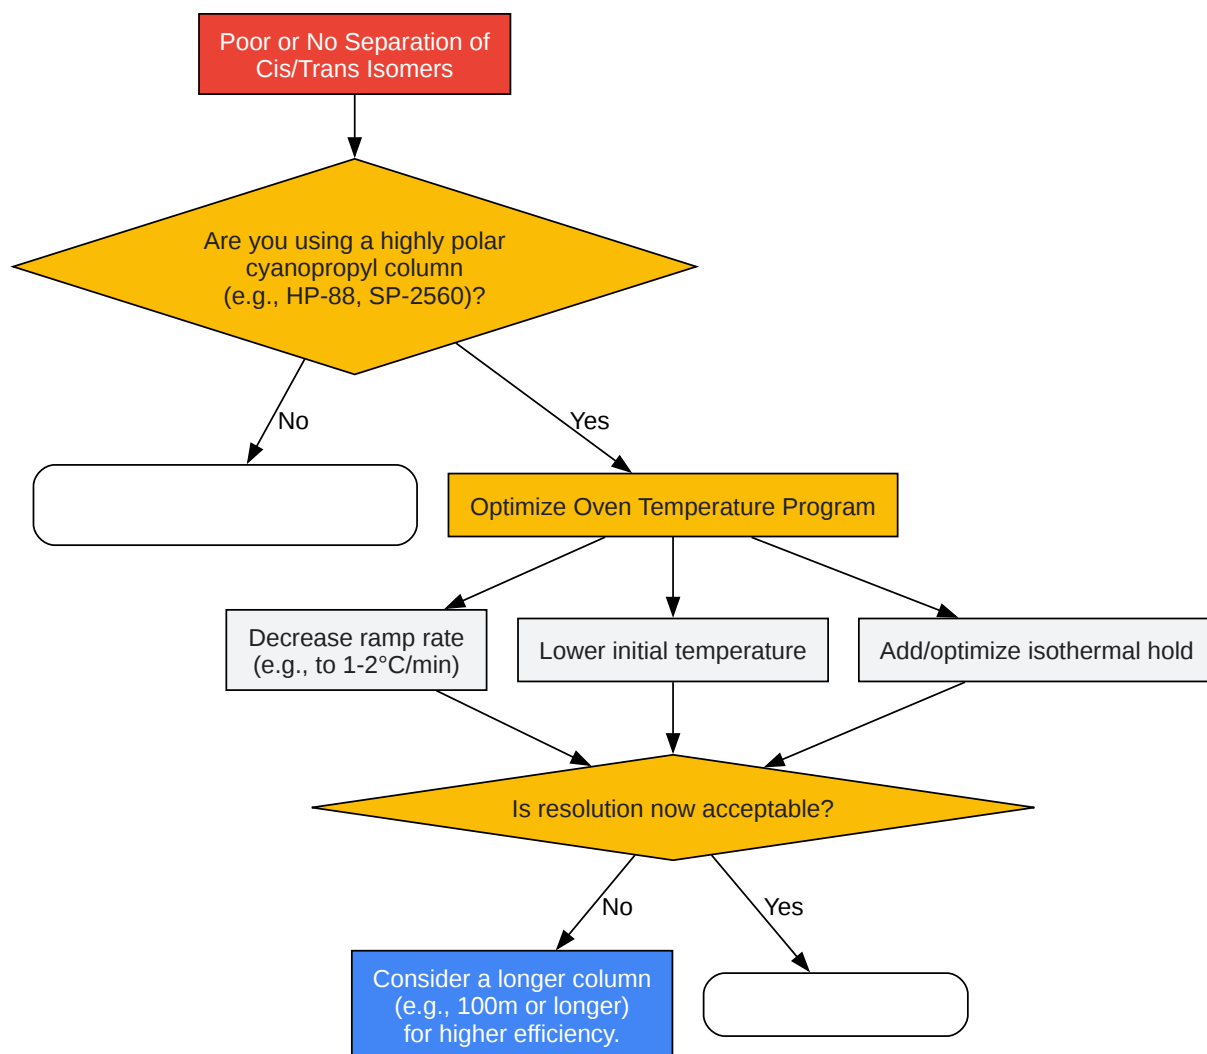 Poor or No Separation of
Cis/Trans Isomers
Are you using a highly polar
cyanopropyl column
(e.g., HP-88, SP-2560)?
No
Yes
Optimize Oven Temperature Program
Decrease ramp rate
(e.g., to 1-2°C/min)
Lower initial temperature
Add/optimize isothermal hold
Is resolution now acceptable?
No
Yes
Consider a longer column
(e.g., 100m or longer)
for higher efficiency.